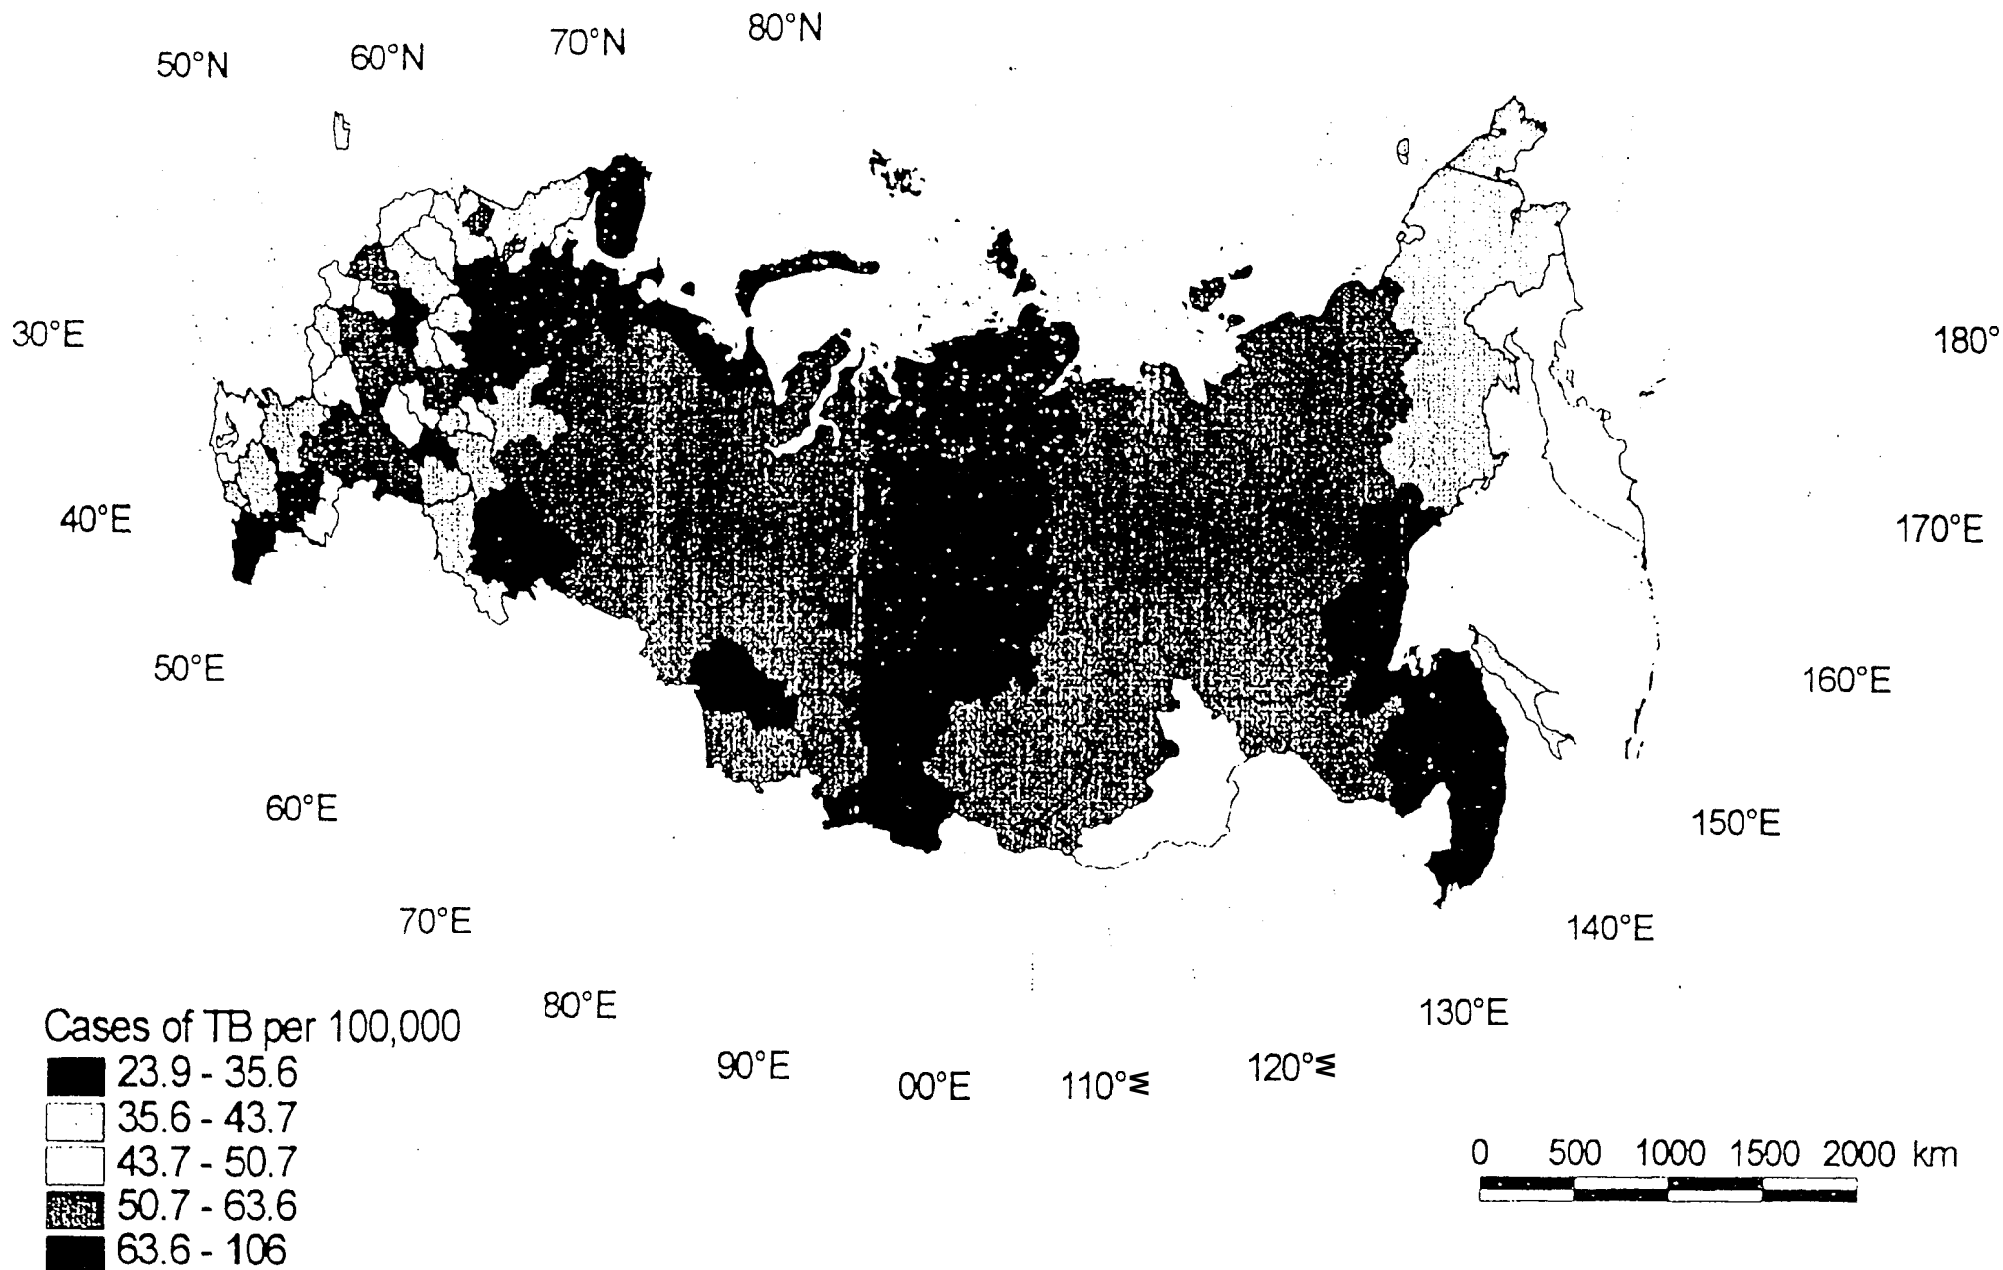 50°N 60°N 70°N 80°N
30°E
180°
40°E
170°E
50°E
160°E
60°E
150°E
70°E
140°E
80°E
130°E
90°E
00°E
110°E
120°E
Cases of TB per 100,000
23.9 - 35.6
35.6 - 43.7
43.7 - 50.7
50.7 - 63.6
63.6 - 106
0 500 1000 1500 2000 km